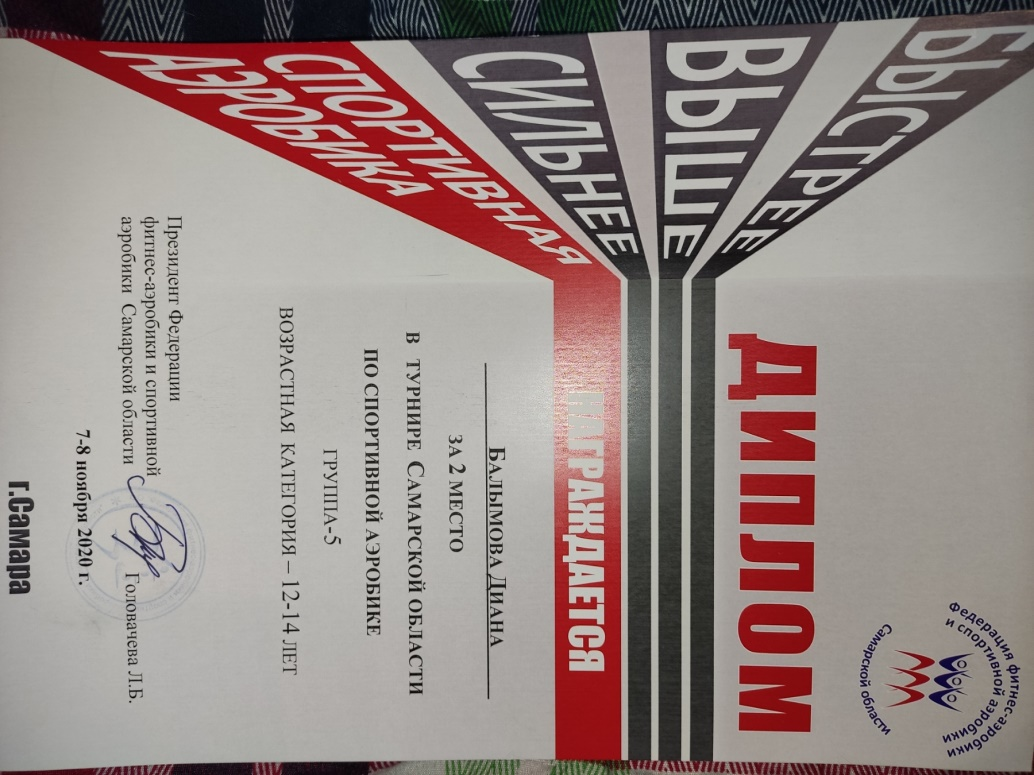 Федерация фитнес-аэробики
и спортивной аэробики
Самарской области
БЫСТРЕЕ
ВЫШЕ
СИЛЬНЕЕ
СПОРТИВНАЯ
АЭРОБИКА
ДИПЛОМ
НАГРАЖДАЕТСЯ
БАЛЫМОВА ДИАНА
ЗА 2 МЕСТО
В ТУРНИРЕ САМАРСКОЙ ОБЛАСТИ
ПО СПОРТИВНОЙ АЭРОБИКЕ
ГРУППА-5
ВОЗРАСТНАЯ КАТЕГОРИЯ – 12-14 ЛЕТ
Президент Федерации
фитнес-аэробики и спортивной
аэробики Самарской области Головачева Л.Б.
7-8 ноября 2020 г.
г.Самара